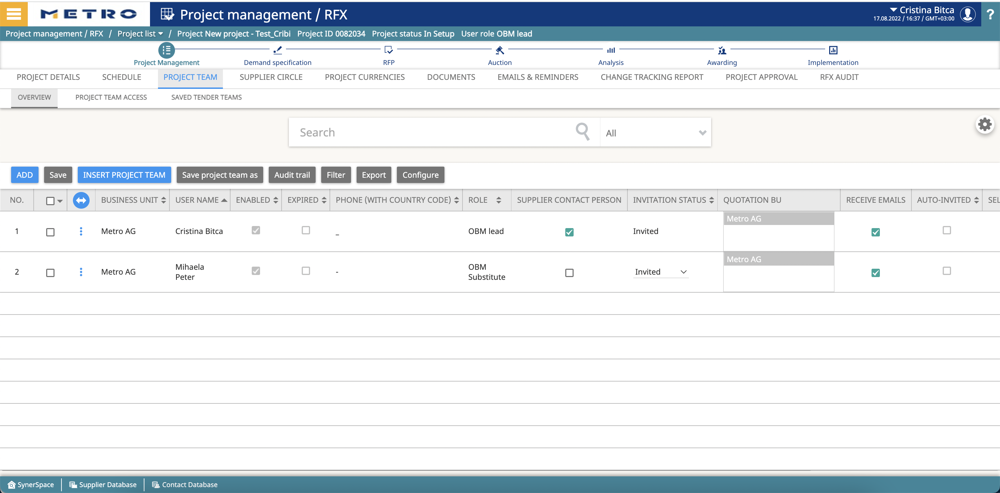 METRO
Project management / RFX
Cristina Bitca
17.08.2022 / 16:37 / GMT+03:00
?
Project management / RFX / Project list / Project New project - Test_Cribi Project ID 0082034 Project status In Setup User role OBM lead
Project Management Demand specification RFP Auction Analysis Awarding Implementation
PROJECT DETAILS SCHEDULE PROJECT TEAM SUPPLIER CIRCLE PROJECT CURRENCIES DOCUMENTS EMAILS & REMINDERS CHANGE TRACKING REPORT PROJECT APPROVAL RFX AUDIT
OVERVIEW PROJECT TEAM ACCESS SAVED TENDER TEAMS
Search All
ADD Save INSERT PROJECT TEAM Save project team as Audit trail Filter Export Configure
NO. BUSINESS UNIT USER NAME ENABLED EXPIRED PHONE (WITH COUNTRY CODE) ROLE SUPPLIER CONTACT PERSON INVITATION STATUS QUOTATION BU RECEIVE EMAILS AUTO-INVITED SEL
Metro AG
1 Metro AG Cristina Bitca _ OBM lead Invited
Metro AG
2 Metro AG Mihaela Peter - OBM Substitute Invited
SynerSpace Supplier Database Contact Database